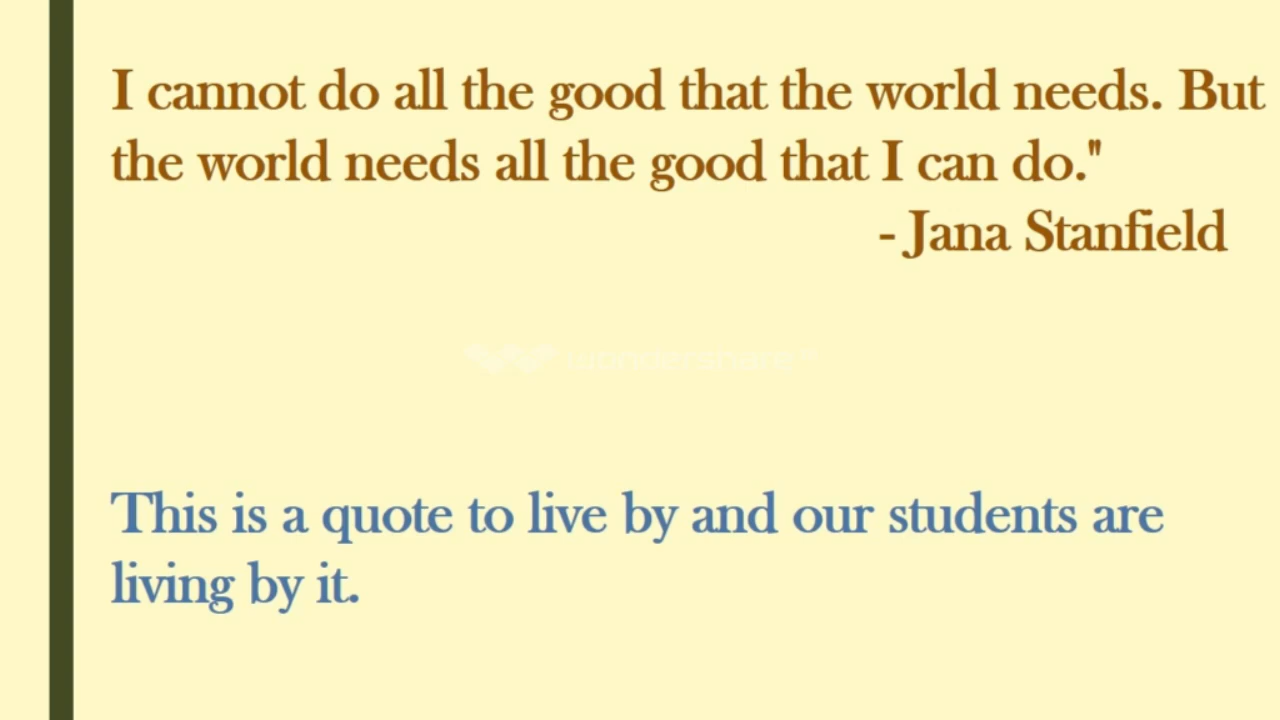 I cannot do all the good that the world needs. But
the world needs all the good that I can do."
- Jana Stanfield
wondershare
This is a quote to live by and our students are
living by it.